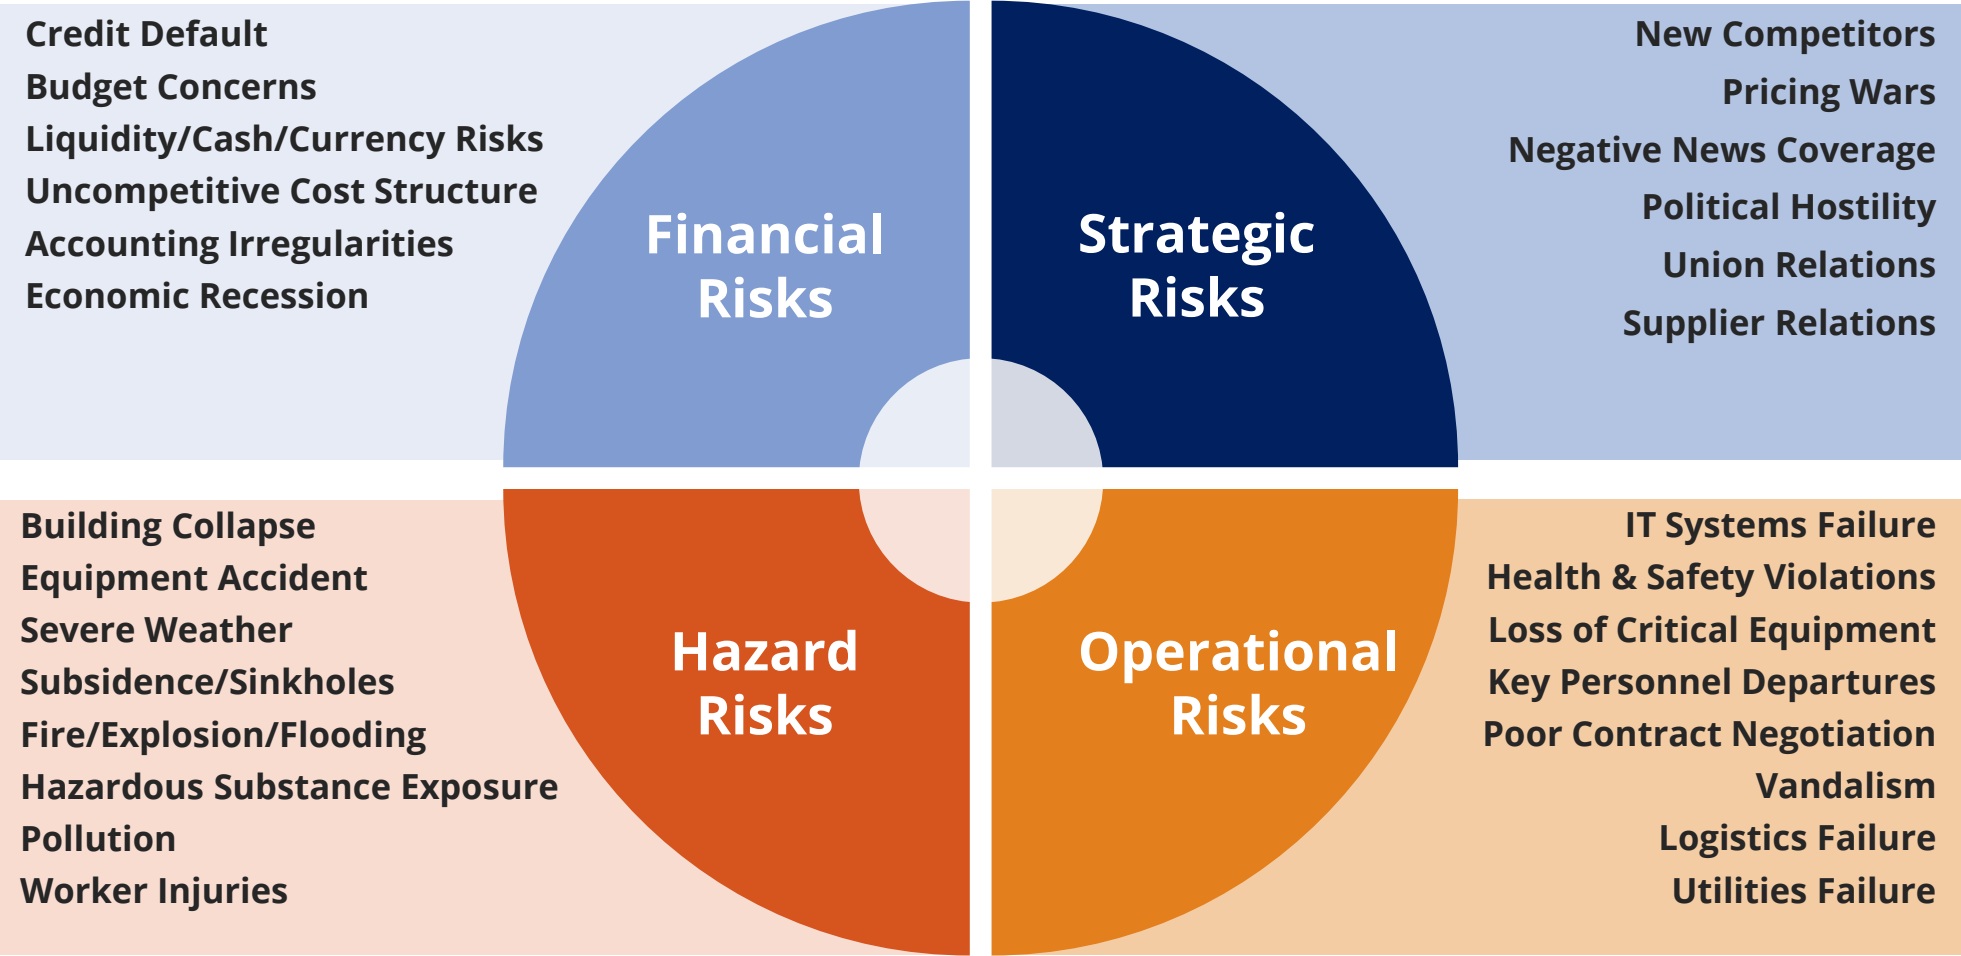 Credit Default
Budget Concerns
Liquidity/Cash/Currency Risks
Uncompetitive Cost Structure
Accounting Irregularities
Economic Recession
Financial
Risks
Strategic
Risks
New Competitors
Pricing Wars
Negative News Coverage
Political Hostility
Union Relations
Supplier Relations
Building Collapse
Equipment Accident
Severe Weather
Subsidence/Sinkholes
Fire/Explosion/Flooding
Hazardous Substance Exposure
Pollution
Worker Injuries
Hazard
Risks
Operational
Risks
IT Systems Failure
Health & Safety Violations
Loss of Critical Equipment
Key Personnel Departures
Poor Contract Negotiation
Vandalism
Logistics Failure
Utilities Failure